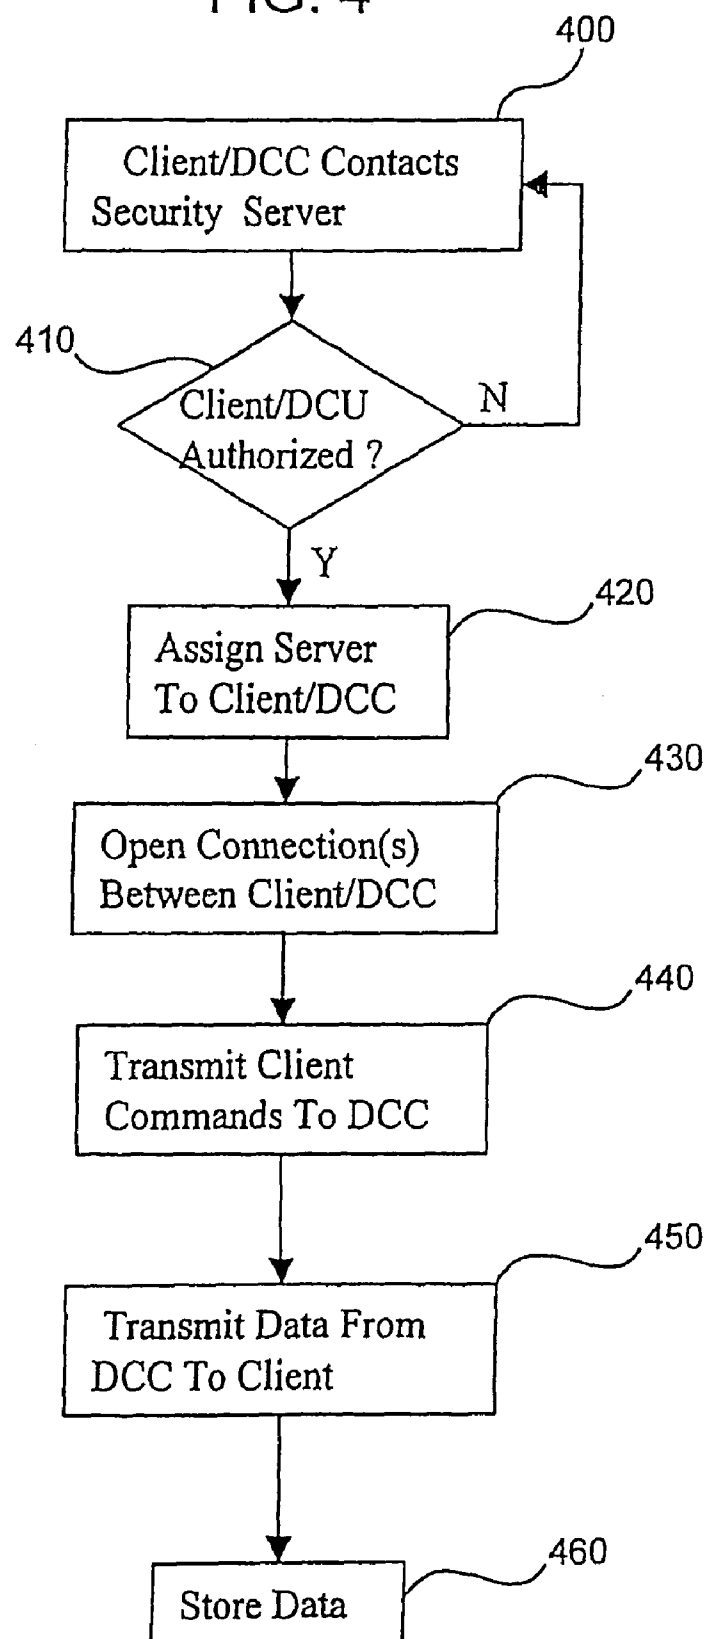 FIG. 4
400
Client/DCC Contacts
Security Server
410
Client/DCU
Authorized ?
N
Y
420
Assign Server
To Client/DCC
430
Open Connection(s)
Between Client/DCC
440
Transmit Client
Commands To DCC
450
Transmit Data From
DCC To Client
460
Store Data